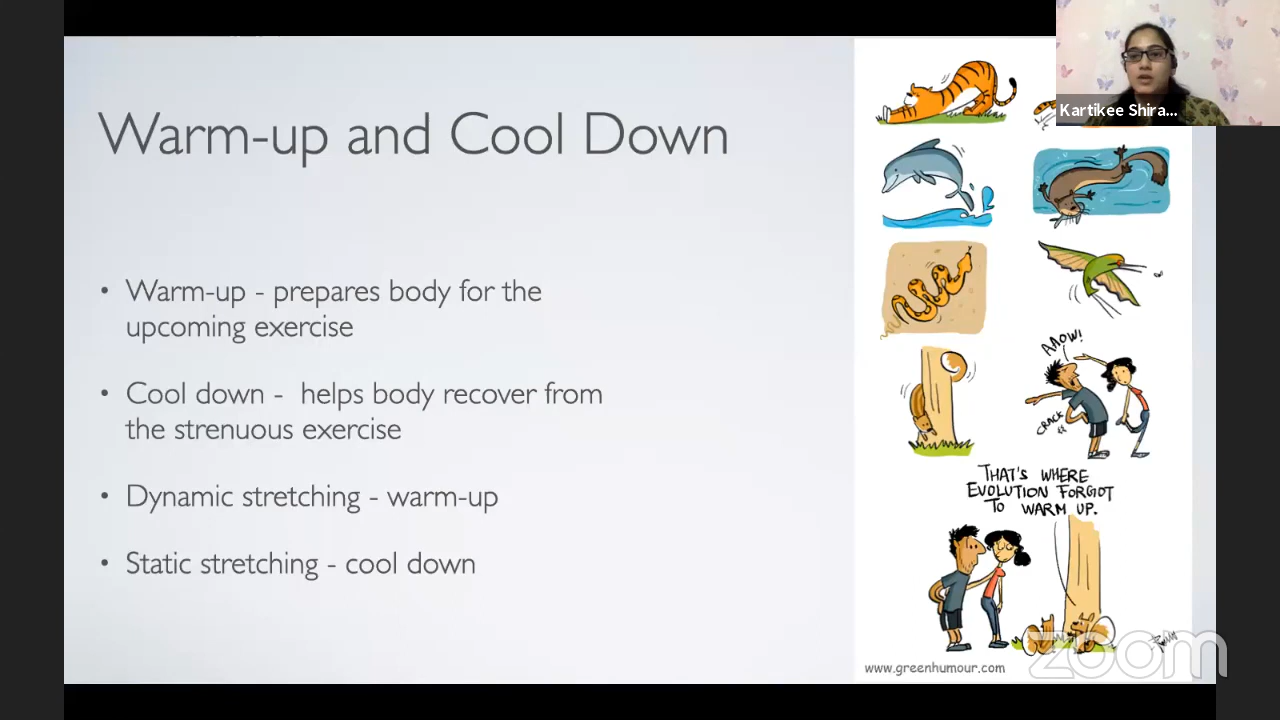 Warm-up and Cool Down
• Warm-up - prepares body for the
upcoming exercise
• Cool down - helps body recover from
the strenuous exercise
• Dynamic stretching - warm-up
• Static stretching - cool down
Kartikee Shira...
AAOW!
CRACK
THAT'S WHERE
EVOLUTION FORGOT
TO WARM UP.
www.greenhumour.com
zoom